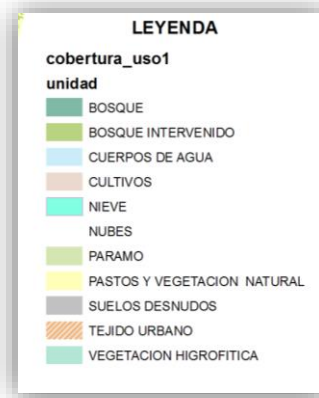 LEYENDA
cobertura_uso1
unidad
BOSQUE
BOSQUE INTERVENIDO
CUERPOS DE AGUA
CULTIVOS
NIEVE
NUBES
PARAMO
PASTOS Y VEGETACION NATURAL
SUELOS DESNUDOS
TEJIDO URBANO
VEGETACION HIGROFITICA